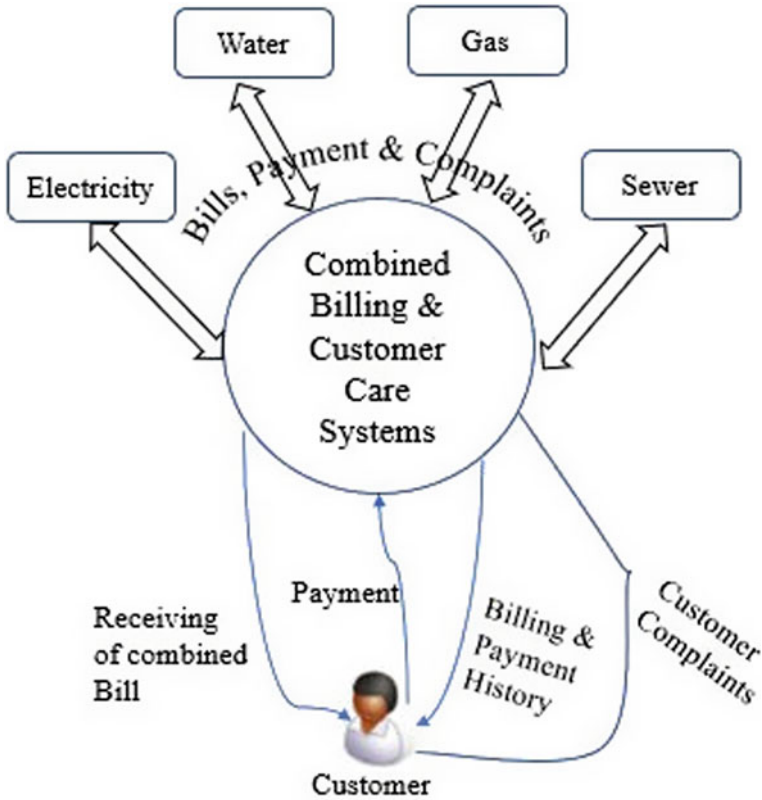 Water
Gas
Electricity
Sewer
Bills, Payment & Complaints
Combined
Billing &
Customer
Care
Systems
Payment
Receiving
of combined
Bill
Billing &
Payment
History
Customer
Complaints
Customer